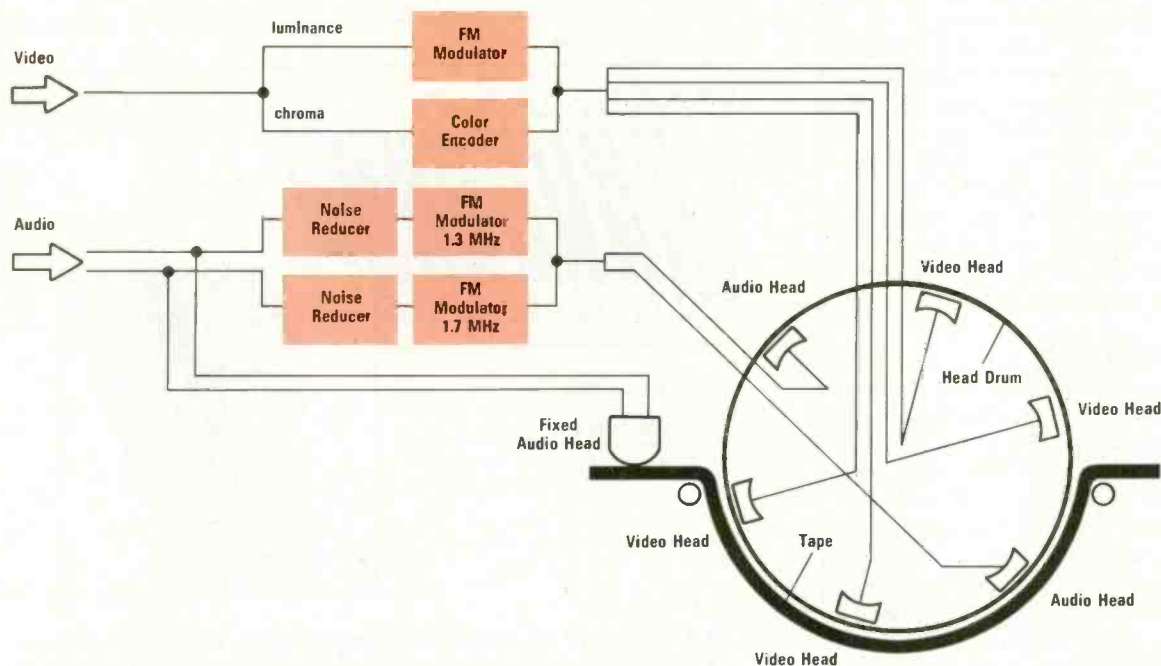 luminance
FM
Modulator
Video
chroma
Color
Encoder
Audio
Noise
Reducer
FM
Modulator
1.3 MHz
Noise
Reducer
FM
Modulator
1.7 MHz
Audio Head
Video Head
Head Drum
Video Head
Fixed
Audio Head
Video Head
Tape
Audio Head
Video Head